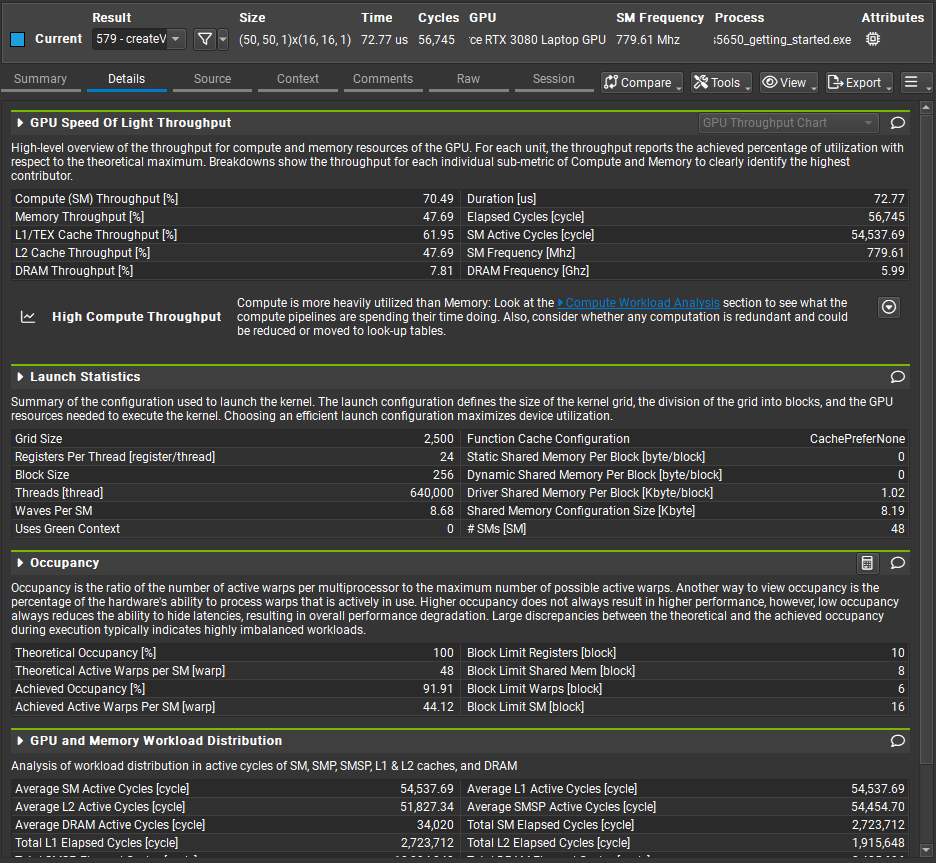 Result Size Time Cycles GPU SM Frequency Process Attributes
Current 579 - createV (50, 50, 1)x(16, 16, 1) 72.77 us 56,745 ce RTX 3080 Laptop GPU 779.61 Mhz 5650_getting_started.exe
Summary Details Source Context Comments Raw Session Compare Tools View Export
GPU Speed Of Light Throughput GPU Throughput Chart
High-level overview of the throughput for compute and memory resources of the GPU. For each unit, the throughput reports the achieved percentage of utilization with
respect to the theoretical maximum. Breakdowns show the throughput for each individual sub-metric of Compute and Memory to clearly identify the highest
contributor.
Compute (SM) Throughput [%] 70.49 Duration [us] 72.77
Memory Throughput [%] 47.69 Elapsed Cycles [cycle] 56,745
L1/TEX Cache Throughput [%] 61.95 SM Active Cycles [cycle] 54,537.69
L2 Cache Throughput [%] 47.69 SM Frequency [Mhz] 779.61
DRAM Throughput [%] 7.81 DRAM Frequency [Ghz] 5.99
High Compute Throughput
Compute is more heavily utilized than Memory: Look at the Compute Workload Analysis section to see what the
compute pipelines are spending their time doing. Also, consider whether any computation is redundant and could
be reduced or moved to look-up tables.
Launch Statistics
Summary of the configuration used to launch the kernel. The launch configuration defines the size of the kernel grid, the division of the grid into blocks, and the GPU
resources needed to execute the kernel. Choosing an efficient launch configuration maximizes device utilization.
Grid Size 2,500 Function Cache Configuration CachePreferNone
Registers Per Thread [register/thread] 24 Static Shared Memory Per Block [byte/block] 0
Block Size 256 Dynamic Shared Memory Per Block [byte/block] 0
Threads [thread] 640,000 Driver Shared Memory Per Block [Kbyte/block] 1.02
Waves Per SM 8.68 Shared Memory Configuration Size [Kbyte] 8.19
Uses Green Context 0 # SMs [SM] 48
Occupancy
Occupancy is the ratio of the number of active warps per multiprocessor to the maximum number of possible active warps. Another way to view occupancy is the
percentage of the hardware's ability to process warps that is actively in use. Higher occupancy does not always result in higher performance, however, low occupancy
always reduces the ability to hide latencies, resulting in overall performance degradation. Large discrepancies between the theoretical and the achieved occupancy
during execution typically indicates highly imbalanced workloads.
Theoretical Occupancy [%] 100 Block Limit Registers [block] 10
Theoretical Active Warps per SM [warp] 48 Block Limit Shared Mem [block] 8
Achieved Occupancy [%] 91.91 Block Limit Warps [block] 6
Achieved Active Warps Per SM [warp] 44.12 Block Limit SM [block] 16
GPU and Memory Workload Distribution
Analysis of workload distribution in active cycles of SM, SMP, SMSP, L1 & L2 caches, and DRAM
Average SM Active Cycles [cycle] 54,537.69 Average L1 Active Cycles [cycle] 54,537.69
Average L2 Active Cycles [cycle] 51,827.34 Average SMSP Active Cycles [cycle] 54,454.70
Average DRAM Active Cycles [cycle] 34,020 Total SM Elapsed Cycles [cycle] 2,723,712
Total L1 Elapsed Cycles [cycle] 2,723,712 Total L2 Elapsed Cycles [cycle] 1,915,648